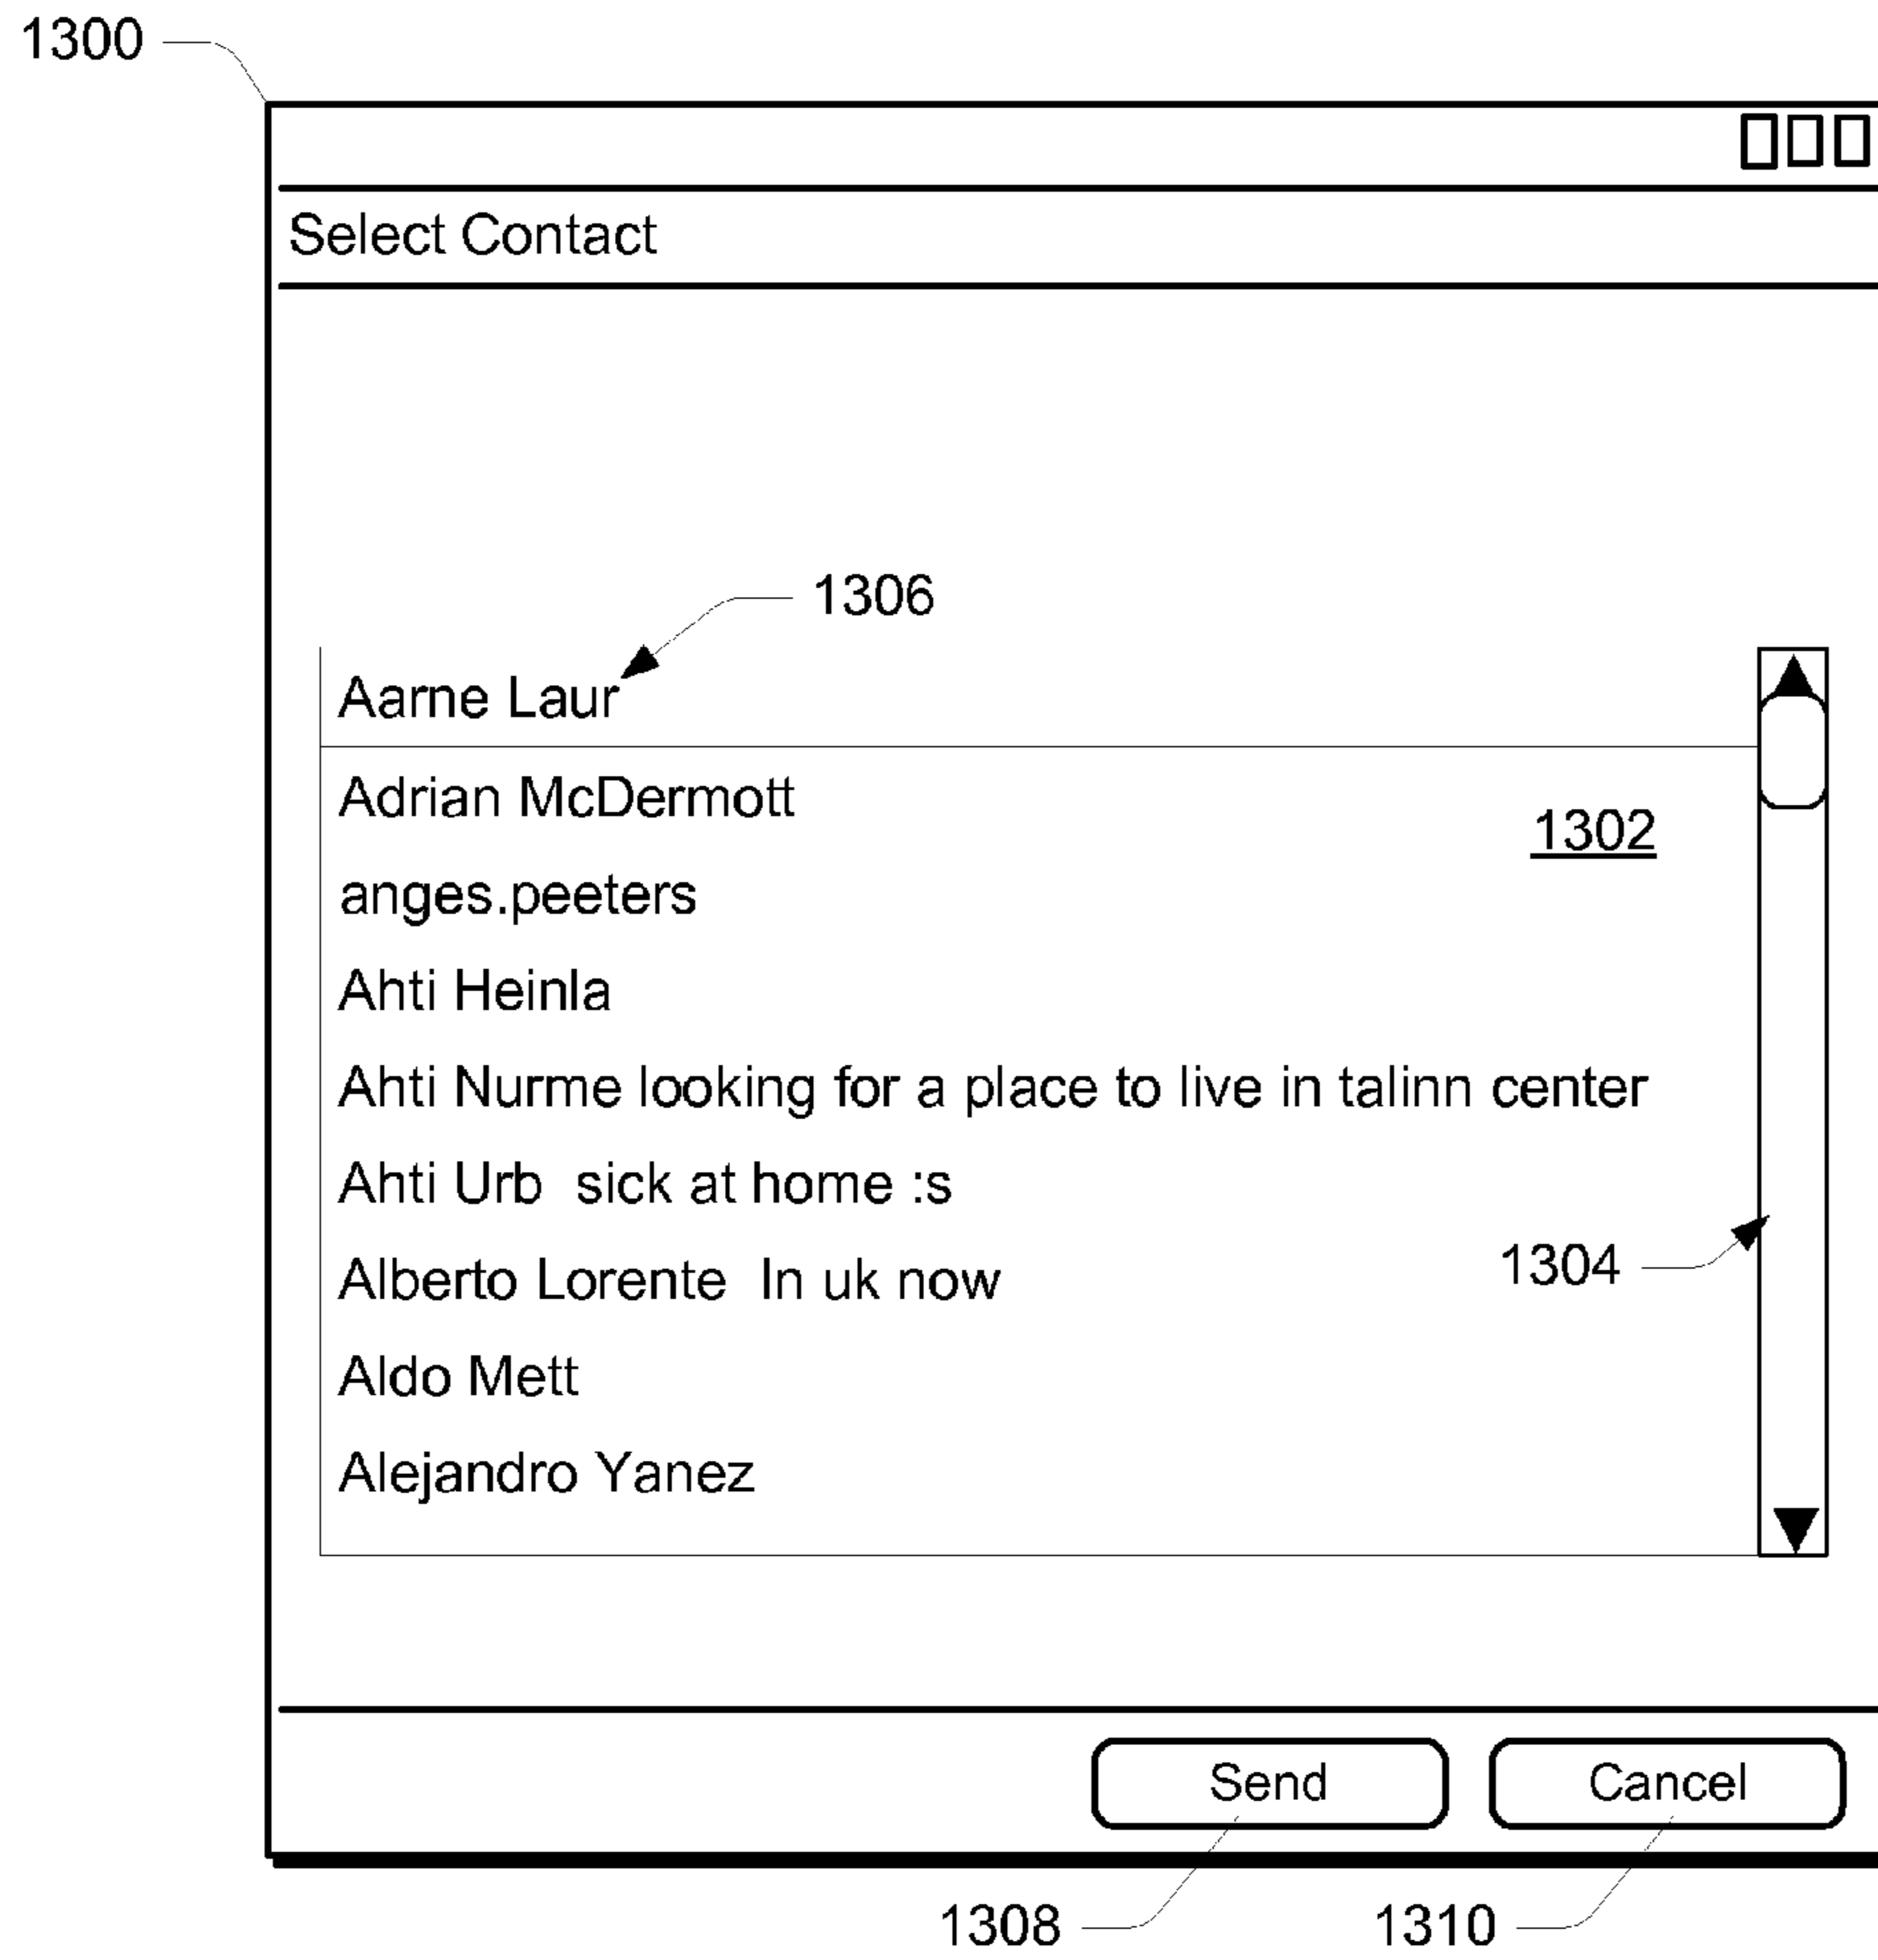 1300
Select Contact
1306
Aarne Laur
Adrian McDermott
1302
anges.peeters
Ahti Heinla
Ahti Nurme looking for a place to live in talinn center
Ahti Urb  sick at home :s
Alberto Lorente  In uk now
1304
Aldo Mett
Alejandro Yanez
Send
Cancel
1308
1310